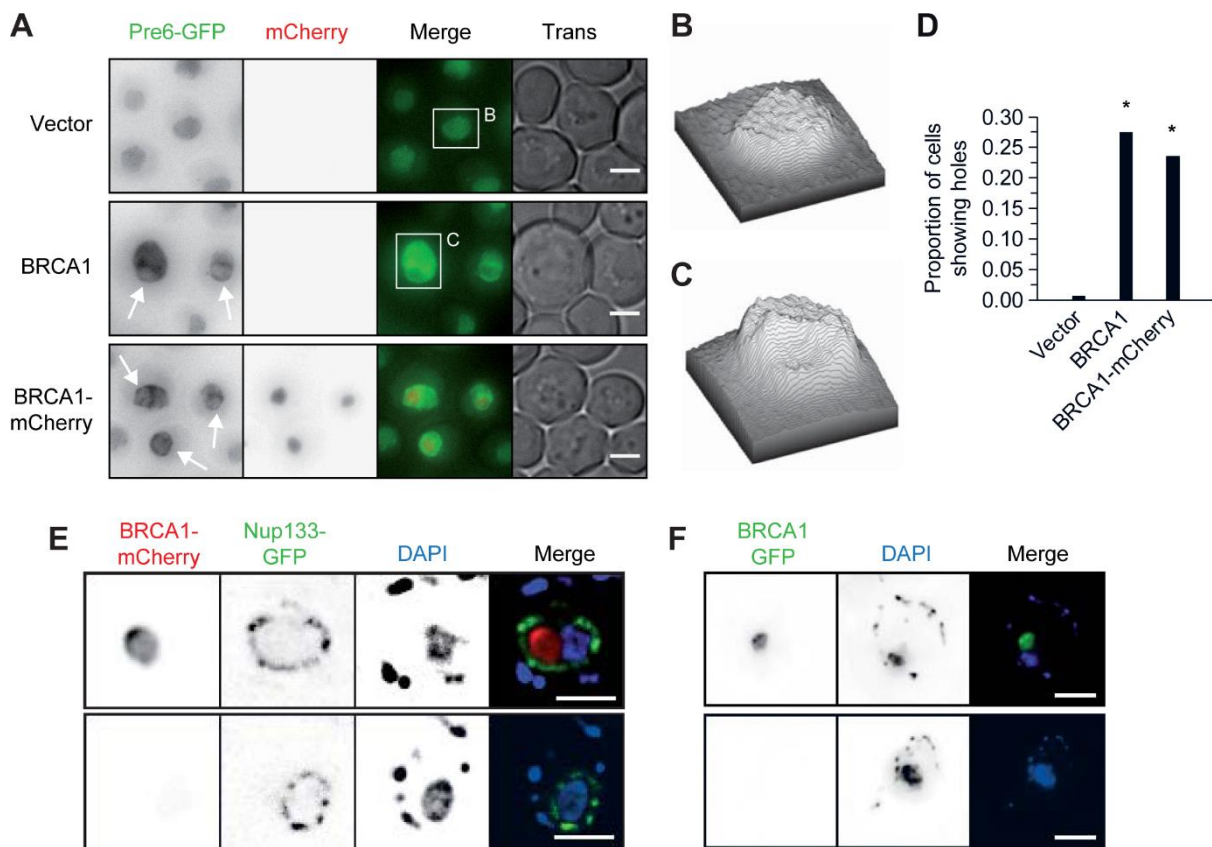 A
Pre6-GFP mCherry Merge Trans
Vector
B
BRCA1
C
BRCA1-
mCherry
B
C
D
Proportion of cells
showing holes
0.30
0.25
0.20
0.15
0.10
0.05
0.00
*
*
Vector
BRCA1
BRCA1-mCherry
E
BRCA1-
mCherry
Nup133-
GFP
DAPI
Merge
F
BRCA1
GFP
DAPI
Merge